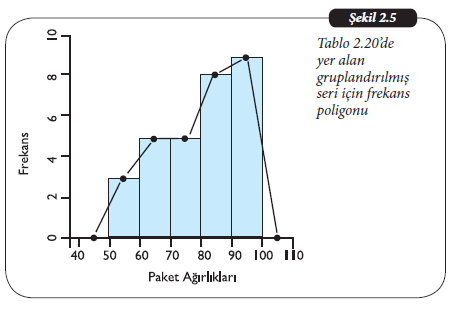 Şekil 2.5
Tablo 2.20'de
yer alan
gruplandırılmış
seri için frekans
poligonu
Frekans
10
8
6
4
2
0
40 50 60 70 80 90 100 110
Paket Ağırlıkları